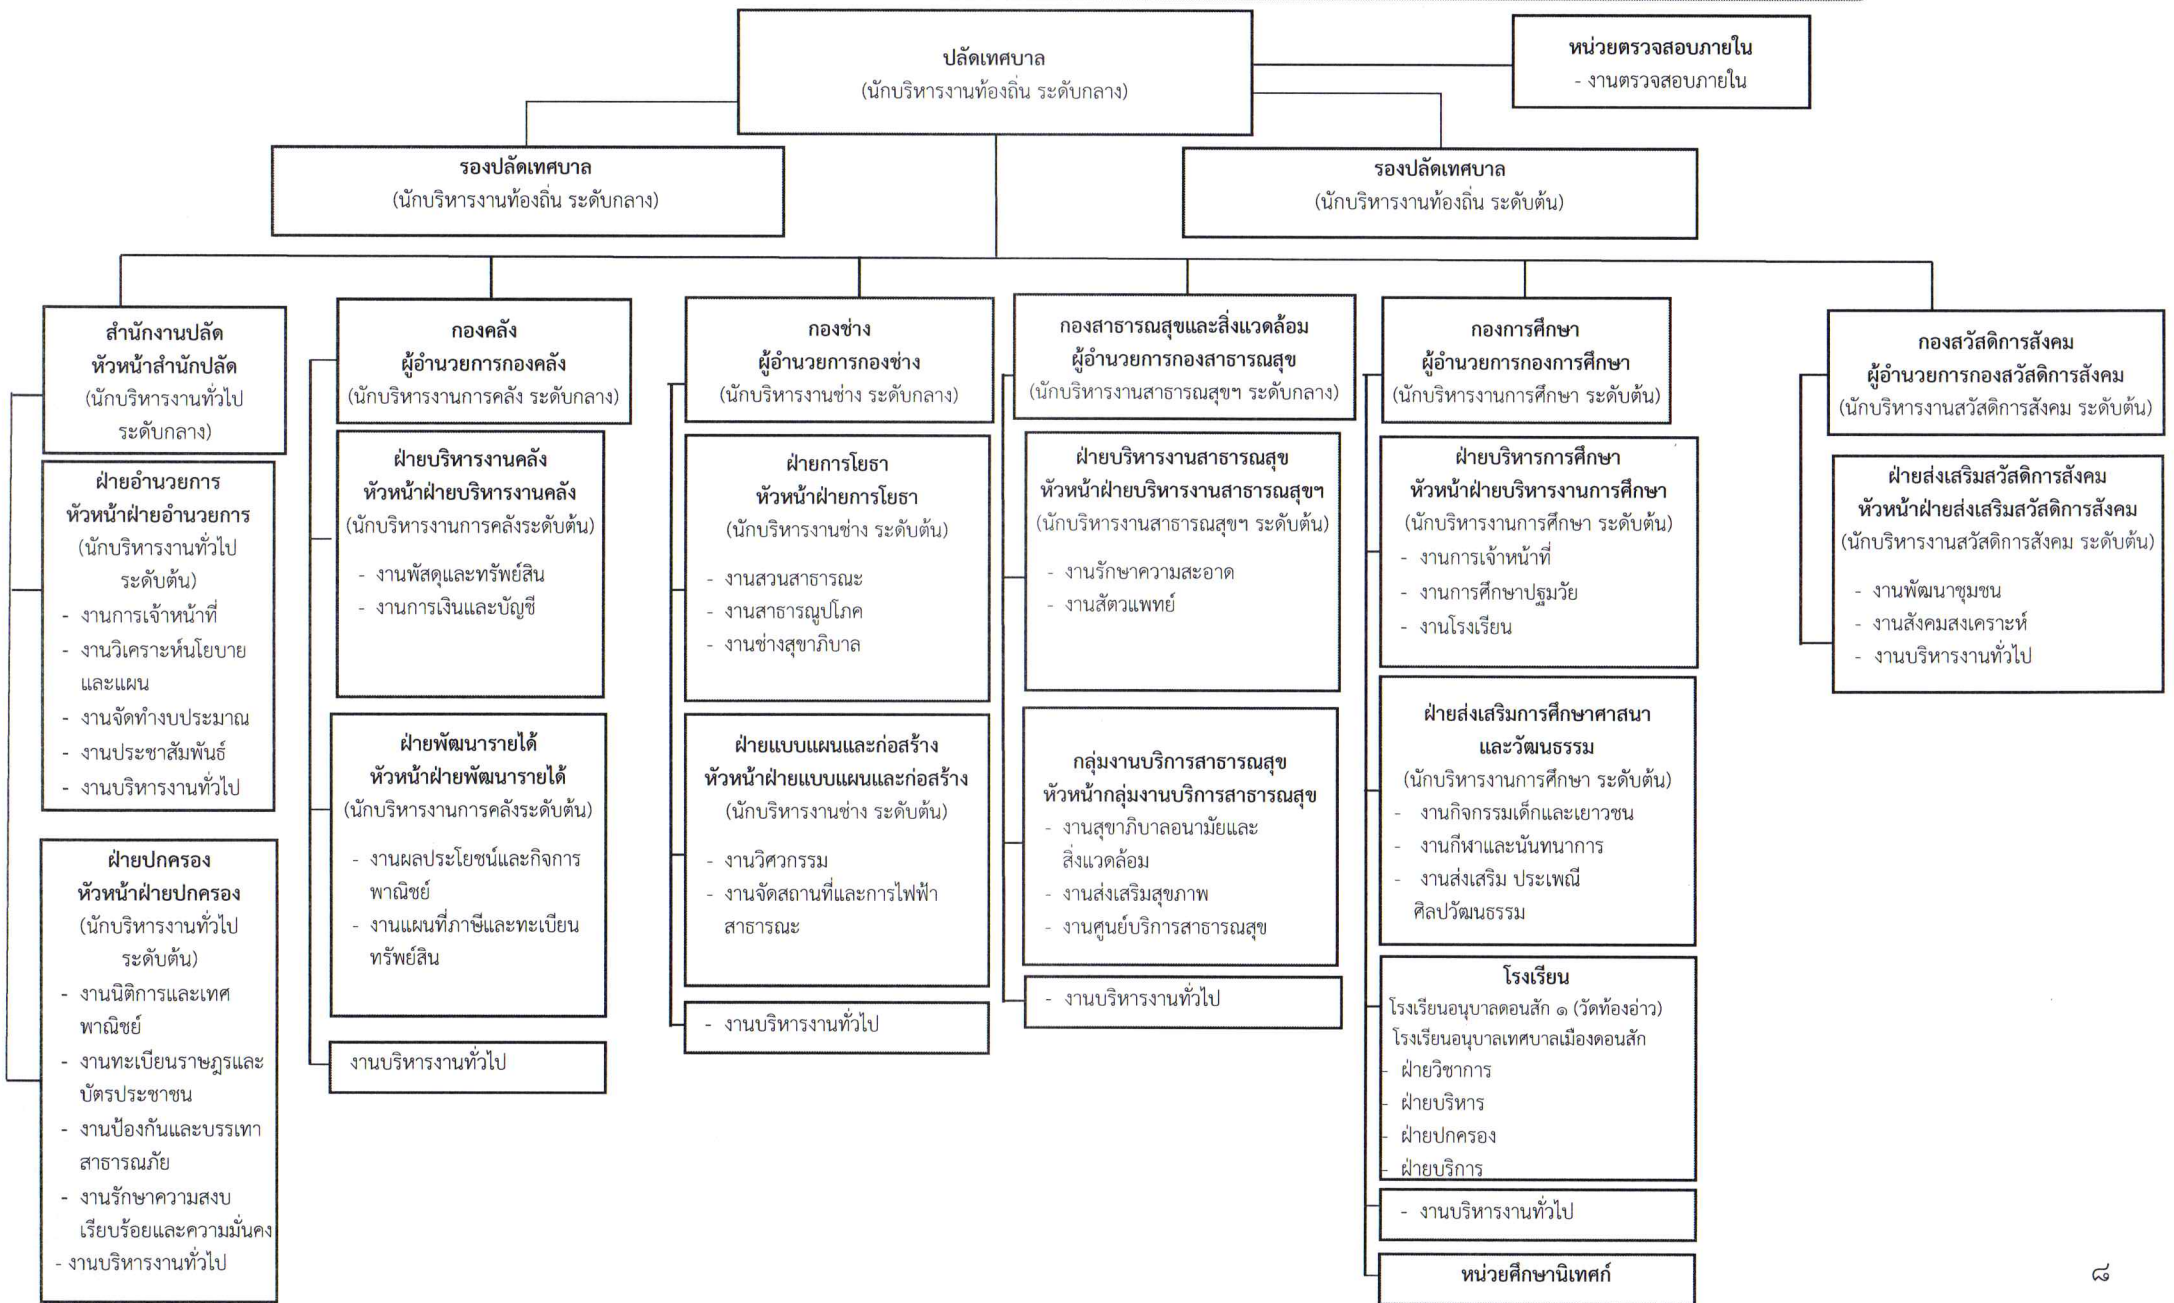 ปลัดเทศบาล
(นักบริหารงานท้องถิ่น ระดับกลาง)
หน่วยตรวจสอบภายใน
- งานตรวจสอบภายใน
รองปลัดเทศบาล
(นักบริหารงานท้องถิ่น ระดับกลาง)
รองปลัดเทศบาล
(นักบริหารงานท้องถิ่น ระดับต้น)
สำนักงานปลัด
หัวหน้าสำนักปลัด
(นักบริหารงานทั่วไป
ระดับกลาง)
ฝ่ายอำนวยการ
หัวหน้าฝ่ายอำนวยการ
(นักบริหารงานทั่วไป
ระดับต้น)
- งานการเจ้าหน้าที่
- งานวิเคราะห์นโยบาย
และแผน
- งานจัดทำงบประมาณ
- งานประชาสัมพันธ์
- งานบริหารงานทั่วไป
ฝ่ายปกครอง
หัวหน้าฝ่ายปกครอง
(นักบริหารงานทั่วไป
ระดับต้น)
- งานนิติการและเทศ
พาณิชย์
- งานทะเบียนราษฎรและ
บัตรประชาชน
- งานป้องกันและบรรเทา
สาธารณภัย
- งานรักษาความสงบ
เรียบร้อยและความมั่นคง
- งานบริหารงานทั่วไป
กองคลัง
ผู้อำนวยการกองคลัง
(นักบริหารงานการคลัง ระดับกลาง)
ฝ่ายบริหารงานคลัง
หัวหน้าฝ่ายบริหารงานคลัง
(นักบริหารงานการคลังระดับต้น)
- งานพัสดุและทรัพย์สิน
- งานการเงินและบัญชี
ฝ่ายพัฒนารายได้
หัวหน้าฝ่ายพัฒนารายได้
(นักบริหารงานการคลังระดับต้น)
- งานผลประโยชน์และกิจการ
พาณิชย์
- งานแผนที่ภาษีและทะเบียน
ทรัพย์สิน
งานบริหารงานทั่วไป
กองช่าง
ผู้อำนวยการกองช่าง
(นักบริหารงานช่าง ระดับกลาง)
ฝ่ายการโยธา
หัวหน้าฝ่ายการโยธา
(นักบริหารงานช่าง ระดับต้น)
- งานสวนสาธารณะ
- งานสาธารณูปโภค
- งานช่างสุขาภิบาล
ฝ่ายแบบแผนและก่อสร้าง
หัวหน้าฝ่ายแบบแผนและก่อสร้าง
(นักบริหารงานช่าง ระดับต้น)
- งานวิศวกรรม
- งานจัดสถานที่และการไฟฟ้า
สาธารณะ
- งานบริหารงานทั่วไป
กองสาธารณสุขและสิ่งแวดล้อม
ผู้อำนวยการกองสาธารณสุข
(นักบริหารงานสาธารณสุขฯ ระดับกลาง)
ฝ่ายบริหารงานสาธารณสุข
หัวหน้าฝ่ายบริหารงานสาธารณสุขฯ
(นักบริหารงานสาธารณสุขฯ ระดับต้น)
- งานรักษาความสะอาด
- งานสัตวแพทย์
กลุ่มงานบริการสาธารณสุข
หัวหน้ากลุ่มงานบริการสาธารณสุข
- งานสุขาภิบาลอนามัยและ
สิ่งแวดล้อม
- งานส่งเสริมสุขภาพ
- งานศูนย์บริการสาธารณสุข
- งานบริหารงานทั่วไป
กองการศึกษา
ผู้อำนวยการกองการศึกษา
(นักบริหารงานการศึกษา ระดับต้น)
ฝ่ายบริหารการศึกษา
หัวหน้าฝ่ายบริหารงานการศึกษา
(นักบริหารงานการศึกษา ระดับต้น)
- งานการเจ้าหน้าที่
- งานการศึกษาปฐมวัย
- งานโรงเรียน
ฝ่ายส่งเสริมการศึกษาศาสนา
และวัฒนธรรม
(นักบริหารงานการศึกษา ระดับต้น)
- งานกิจกรรมเด็กและเยาวชน
- งานกีฬาและนันทนาการ
- งานส่งเสริม ประเพณี
ศิลปวัฒนธรรม
โรงเรียน
โรงเรียนอนุบาลดอนสัก ๑ (วัดท้องอ่าว)
โรงเรียนอนุบาลเทศบาลเมืองดอนสัก
- ฝ่ายวิชาการ
- ฝ่ายบริหาร
- ฝ่ายปกครอง
- ฝ่ายบริการ
- งานบริหารงานทั่วไป
หน่วยศึกษานิเทศก์
กองสวัสดิการสังคม
ผู้อำนวยการกองสวัสดิการสังคม
(นักบริหารงานสวัสดิการสังคม ระดับต้น)
ฝ่ายส่งเสริมสวัสดิการสังคม
หัวหน้าฝ่ายส่งเสริมสวัสดิการสังคม
(นักบริหารงานสวัสดิการสังคม ระดับต้น)
- งานพัฒนาชุมชน
- งานสังคมสงเคราะห์
- งานบริหารงานทั่วไป
๘